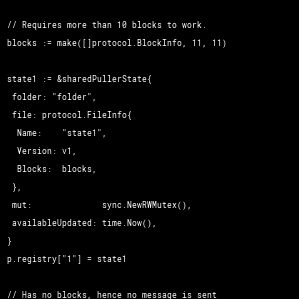 // Requires more than 10 blocks to work.
blocks := make([]protocol.BlockInfo, 11, 11)
state1 := &sharedPullerState{
folder: "folder",
file: protocol.FileInfo{
Name:    "state1",
Version: v1,
Blocks:  blocks,
},
mut:              sync.NewRWMutex(),
availableUpdated: time.Now(),
}
p.registry["1"] = state1
// Has no blocks, hence no message is sent